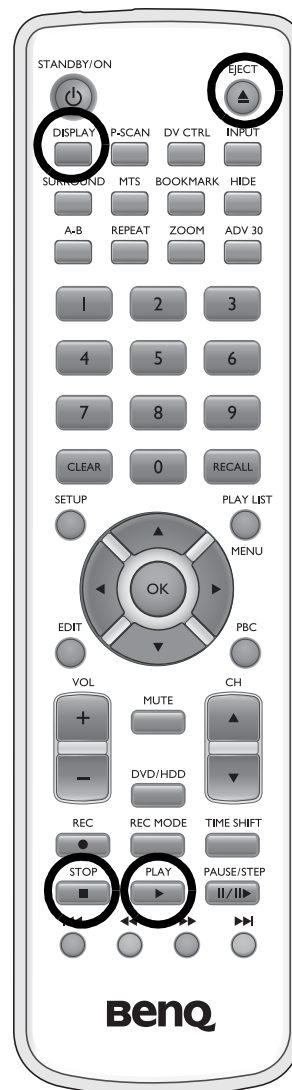 STANDBY/ON EJECT
DISPLAY P-SCAN DV CTRL INPUT
SURROUND MTS BOOKMARK HIDE
A-B REPEAT ZOOM ADV 30
1 2 3
4 5 6
7 8 9
CLEAR 0 RECALL
SETUP PLAY LIST
MENU
OK
EDIT PBC
VOL CH
+ MUTE
− DVD/HDD
REC REC MODE TIME SHIFT
STOP PLAY PAUSE/STEP
BenQ